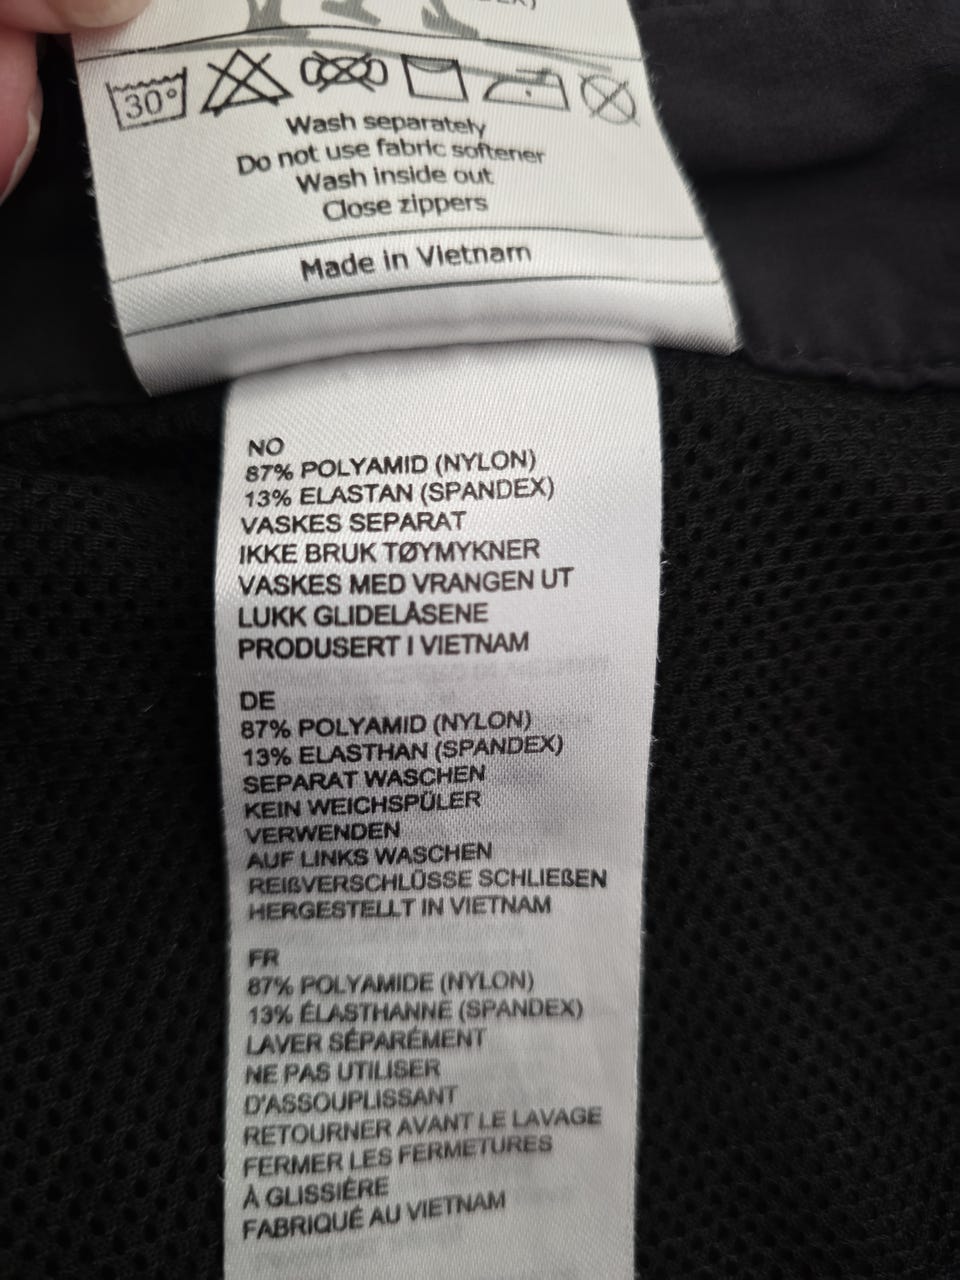 30°
Wash separately
Do not use fabric softener
Wash inside out
Close zippers
Made in Vietnam
NO
87% POLYAMID (NYLON)
13% ELASTAN (SPANDEX)
VASKES SEPARAT
IKKE BRUK TØYMYKNER
VASKES MED VRANGEN UT
LUKK GLIDELÅSENE
PRODUSERT I VIETNAM
DE
87% POLYAMID (NYLON)
13% ELASTHAN (SPANDEX)
SEPARAT WASCHEN
KEIN WEICHSPÜLER
VERWENDEN
AUF LINKS WASCHEN
REIßVERSCHLÜSSE SCHLIEßEN
HERGESTELLT IN VIETNAM
FR
87% POLYAMIDE (NYLON)
13% ÉLASTHANNE (SPANDEX)
LAVER SÉPARÉMENT
NE PAS UTILISER
D'ASSOUPLISSANT
RETOURNER AVANT LE LAVAGE
FERMER LES FERMETURES
À GLISSIÈRE
FABRIQUÉ AU VIETNAM